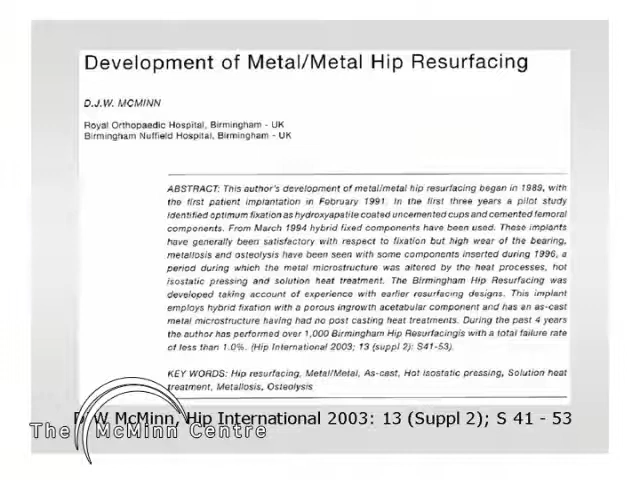 Development of Metal/Metal Hip Resurfacing
D.J.W. MCMINN
Royal Orthopaedic Hospital, Birmingham - UK
Birmingham Nuffield Hospital, Birmingham - UK
ABSTRACT: This author's development of metal/metal hip resurfacing began in 1989, with
the first patient implantation in February 1991. In the first three years a pilot study
identified optimum fixation as hydroxyapatite coated uncemented cups and cemented femoral
components. From March 1994 hybrid fixed components have been used. These implants
have generally been satisfactory with respect to fixation but high wear of the bearing,
metallosis and osteolysis have been seen with some components inserted during 1996, a
period during which the metal microstructure was altered by the heat processes, hot
isostatic pressing and solution heat treatment. The Birmingham Hip Resurfacing was
developed taking account of experience with earlier resurfacing designs. This implant
employs hybrid fixation with a porous ingrowth acetabular component and has an as-cast
metal microstructure having had no post casting heat treatments. During the past 4 years
the author has performed over 1,000 Birmingham Hip Resurfacingis with a total failure rate
of less than 1.0%. (Hip International 2003; 13 (suppl 2): S41-53).
KEY WORDS: Hip resurfacing, Metal/Metal, As-cast, Hot isostatic pressing, Solution heat
treatment, Metallosis, Osteolysis
D W McMinn, Hip International 2003: 13 (Suppl 2); S 41 - 53
The McMinn Centre